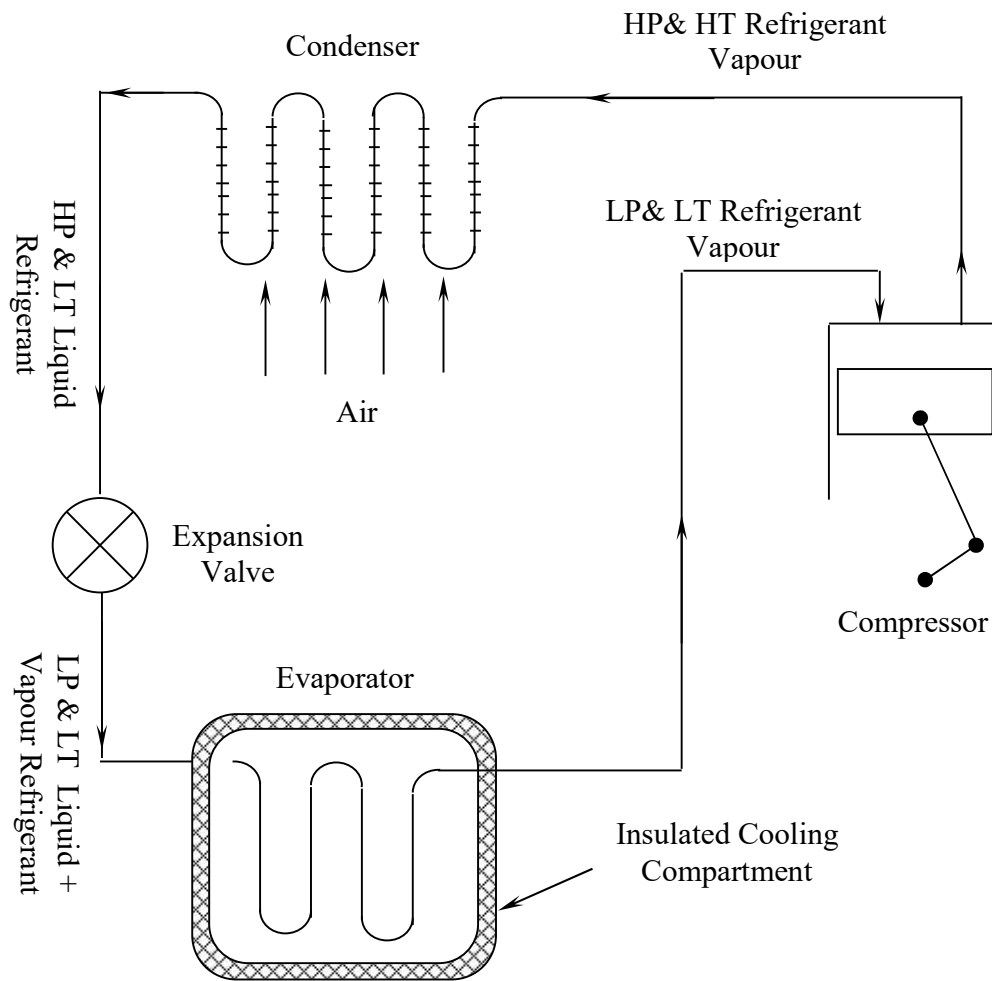 HP& HT Refrigerant
Vapour
Condenser
LP& LT Refrigerant
Vapour
HP & LT Liquid
Refrigerant
Air
Expansion
Valve
Compressor
LP & LT Liquid +
Vapour Refrigerant
Evaporator
Insulated Cooling
Compartment